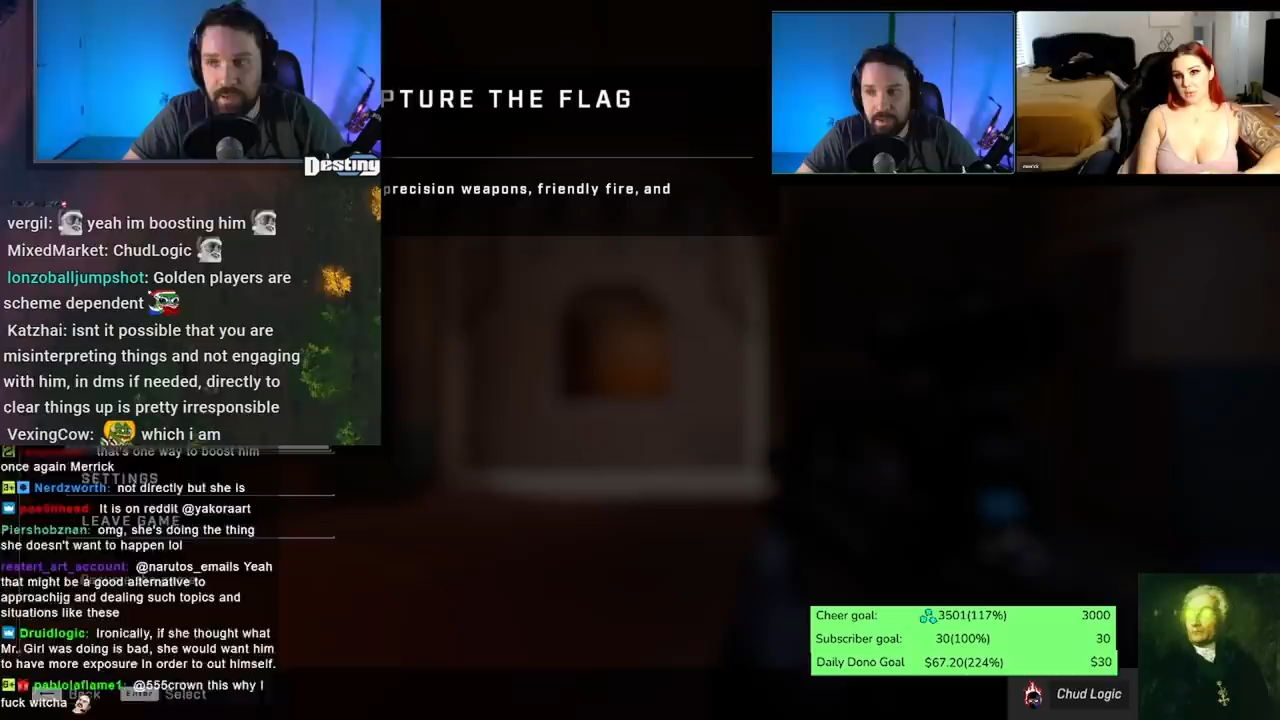 PTURE THE FLAG
Destiny
precision weapons, friendly fire, and
vergil: yeah im boosting him
MixedMarket: ChudLogic
lonzoballjumpshot: Golden players are
scheme dependent
Katzhai: isnt it possible that you are
misinterpreting things and not engaging
with him, in dms if needed, directly to
clear things up is pretty irresponsible
VexingCow: which i am
that's one way to boost him
once again Merrick
SETTINGS
Nerdzworth: not directly but she is
It is on reddit @yakoraart
LEAVE GAME
Piershobznan: omg, she's doing the thing
she doesn't want to happen lol
restert_art_account: @narutos_emails Yeah
that might be a good alternative to
approachijg and dealing such topics and
situations like these
Druidlogic: Ironically, if she thought what
Mr. Girl was doing is bad, she would want him
to have more exposure in order to out himself.
pablolaflame1: @555crown this why I
fuck witcha
Back Enter Select
Cheer goal: 3501(117%) 3000
Subscriber goal: 30(100%) 30
Daily Dono Goal $67.20(224%) $30
Chud Logic